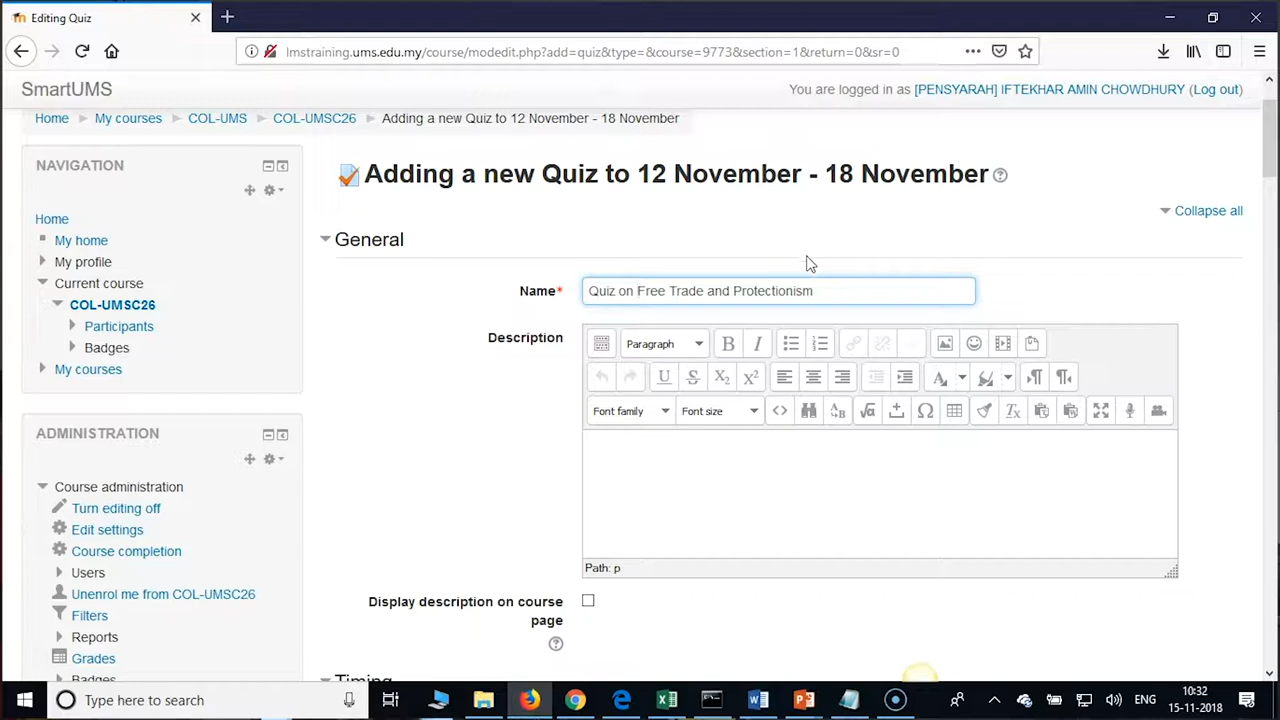 Editing Quiz
lmstraining.ums.edu.my/course/modedit.php?add=quiz&type=&course=9773&section=1&return=0&sr=0
SmartUMS
You are logged in as [PENSYARAH] IFTEKHAR AMIN CHOWDHURY (Log out)
Home My courses COL-UMS COL-UMSC26 Adding a new Quiz to 12 November - 18 November
NAVIGATION
Home
My home
My profile
Current course
COL-UMSC26
Participants
Badges
My courses
ADMINISTRATION
Course administration
Turn editing off
Edit settings
Course completion
Users
Unenrol me from COL-UMSC26
Filters
Reports
Grades
Badges
Adding a new Quiz to 12 November - 18 November
Collapse all
General
Name* Quiz on Free Trade and Protectionism
Description
Paragraph
Font family Font size
Path: p
Display description on course
page
Timing
Type here to search
ENG
10:32
15-11-2018